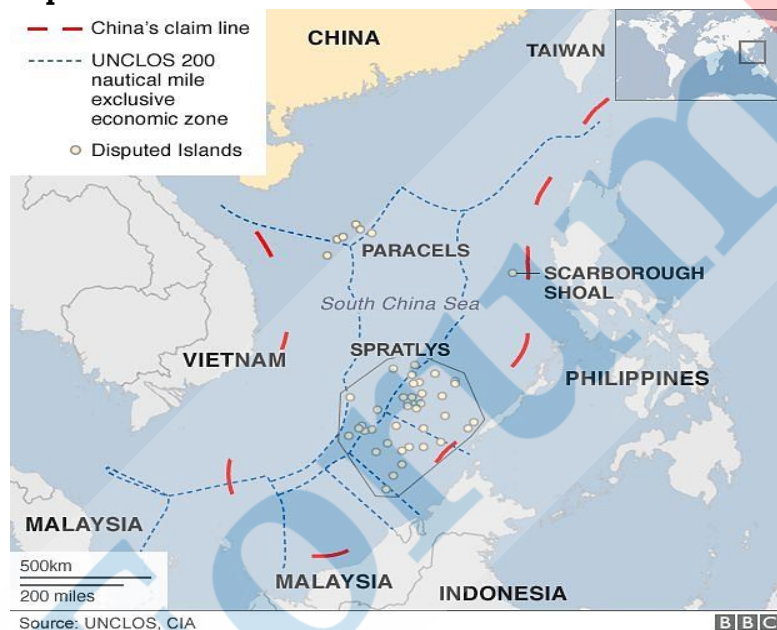 China's claim line
UNCLOS 200
nautical mile
exclusive
economic zone
Disputed Islands
CHINA
TAIWAN
PARACELS
SCARBOROUGH
SHOAL
South China Sea
SPRATLYS
VIETNAM
PHILIPPINES
MALAYSIA
500km
200 miles
MALAYSIA
INDONESIA
Source: UNCLOS, CIA
BBC